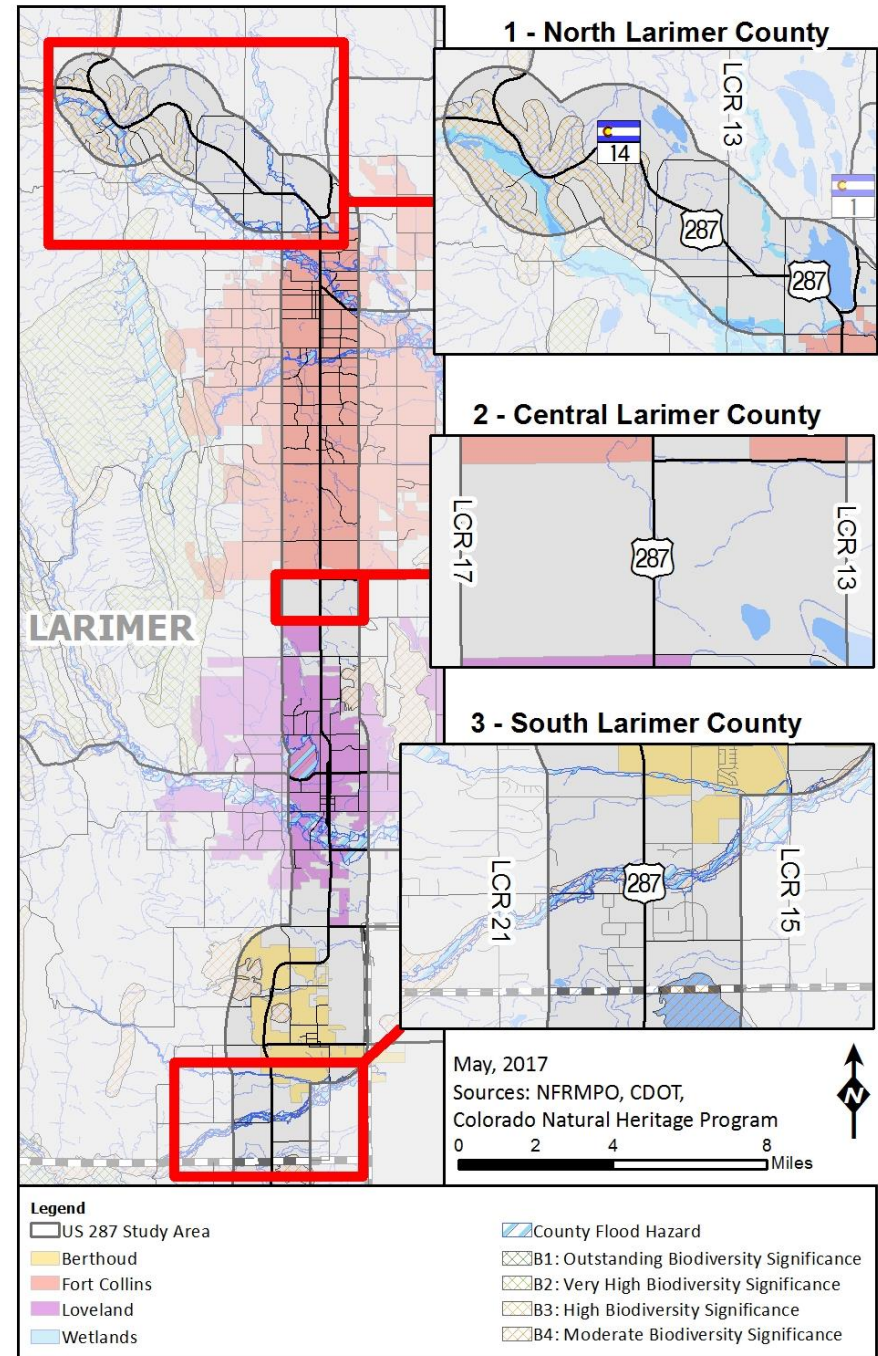 1 - North Larimer County
LCR 13
14
1
287
287
2 - Central Larimer County
LCR 17
287
LCR 13
LARIMER
3 - South Larimer County
LCR 21
287
LCR 15
May, 2017
Sources: NFRMPO, CDOT,
Colorado Natural Heritage Program
N
0 2 4 8
Miles
Legend
US 287 Study Area
Berthoud
Fort Collins
Loveland
Wetlands
County Flood Hazard
B1: Outstanding Biodiversity Significance
B2: Very High Biodiversity Significance
B3: High Biodiversity Significance
B4: Moderate Biodiversity Significance